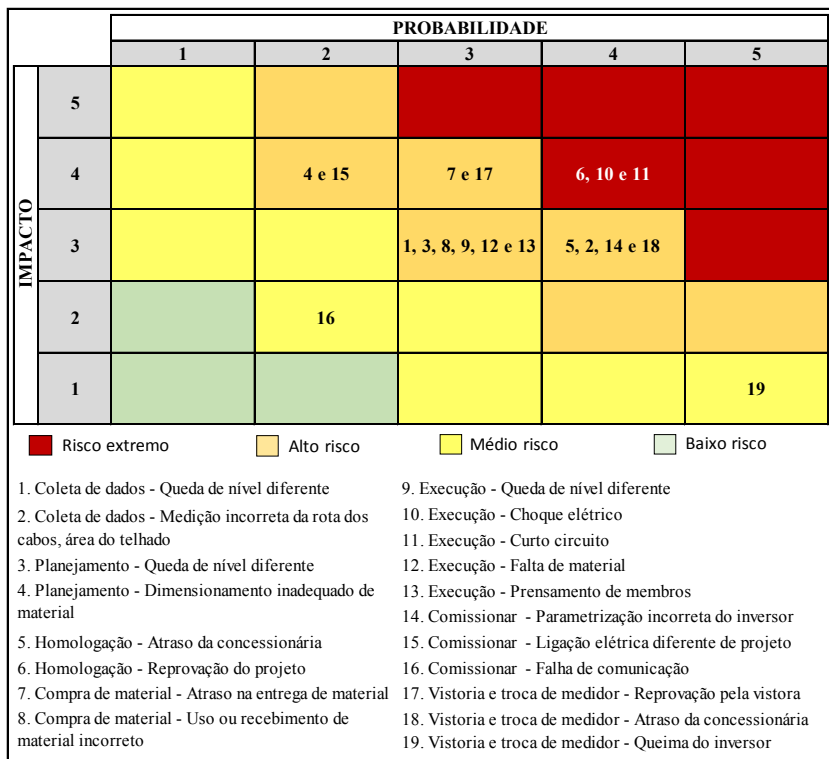 PROBABILIDADE
1 2 3 4 5
IMPACTO
5
4 4 e 15 7 e 17 6, 10 e 11
3 1, 3, 8, 9, 12 e 13 5, 2, 14 e 18
2 16
1 19
Risco extremo Alto risco Médio risco Baixo risco
1. Coleta de dados - Queda de nível diferente
2. Coleta de dados - Medição incorreta da rota dos
cabos, área do telhado
3. Planejamento - Queda de nível diferente
4. Planejamento - Dimensionamento inadequado de
material
5. Homologação - Atraso da concessionária
6. Homologação - Reprovação do projeto
7. Compra de material - Atraso na entrega de material
8. Compra de material - Uso ou recebimento de
material incorreto
9. Execução - Queda de nível diferente
10. Execução - Choque elétrico
11. Execução - Curto circuito
12. Execução - Falta de material
13. Execução - Prensamento de membros
14. Comissionar - Parametrização incorreta do inversor
15. Comissionar - Ligação elétrica diferente de projeto
16. Comissionar - Falha de comunicação
17. Vistoria e troca de medidor - Reprovação pela vistora
18. Vistoria e troca de medidor - Atraso da concessionária
19. Vistoria e troca de medidor - Queima do inversor